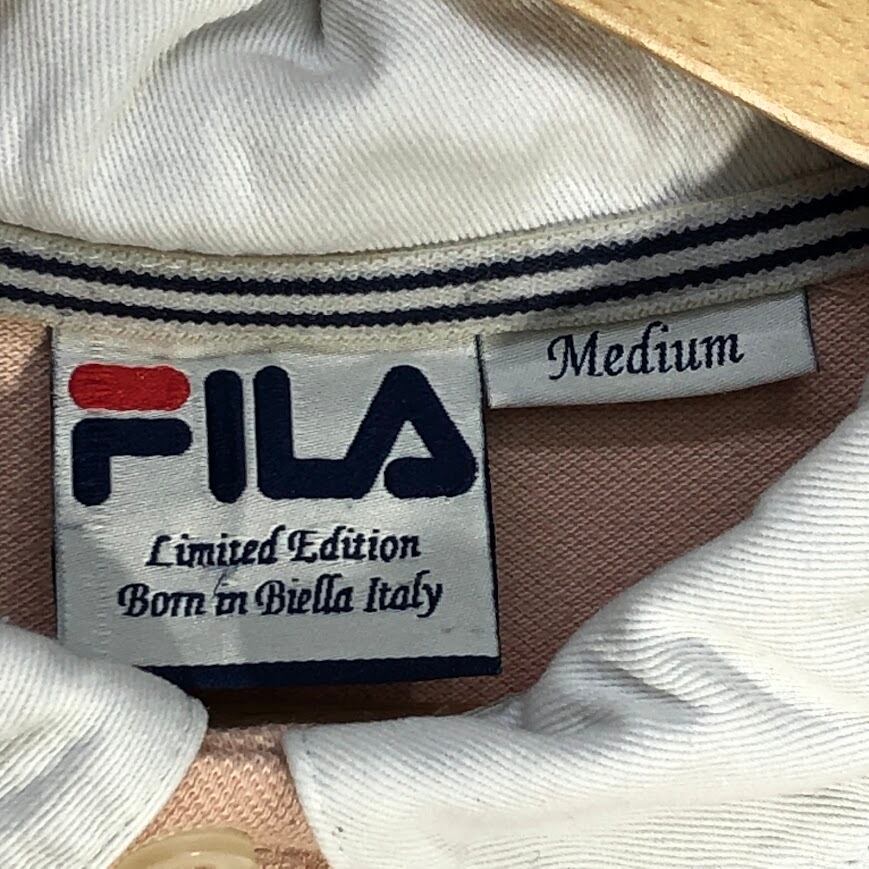 FILA
Medium
Limited Edition
Born in Biella Italy